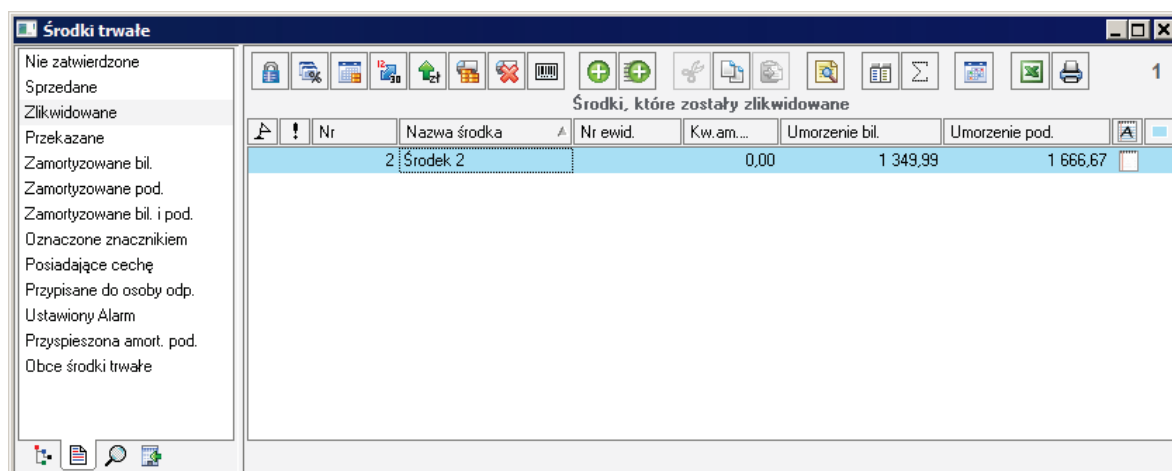 Środki trwałe
Nie zatwierdzone
Sprzedane
Zlikwidowane
Przekazane
Zamortyzowane bil.
Zamortyzowane pod.
Zamortyzowane bil. i pod.
Oznaczone znacznikiem
Posiadające cechę
Przypisane do osoby odp.
Ustawiony Alarm
Przyspieszona amort. pod.
Obce środki trwałe
1
Środki, które zostały zlikwidowane
! Nr Nazwa środka Nr ewid. Kw.am.... Umorzenie bil. Umorzenie pod. A
2 Środek 2 0,00 1 349,99 1 666,67